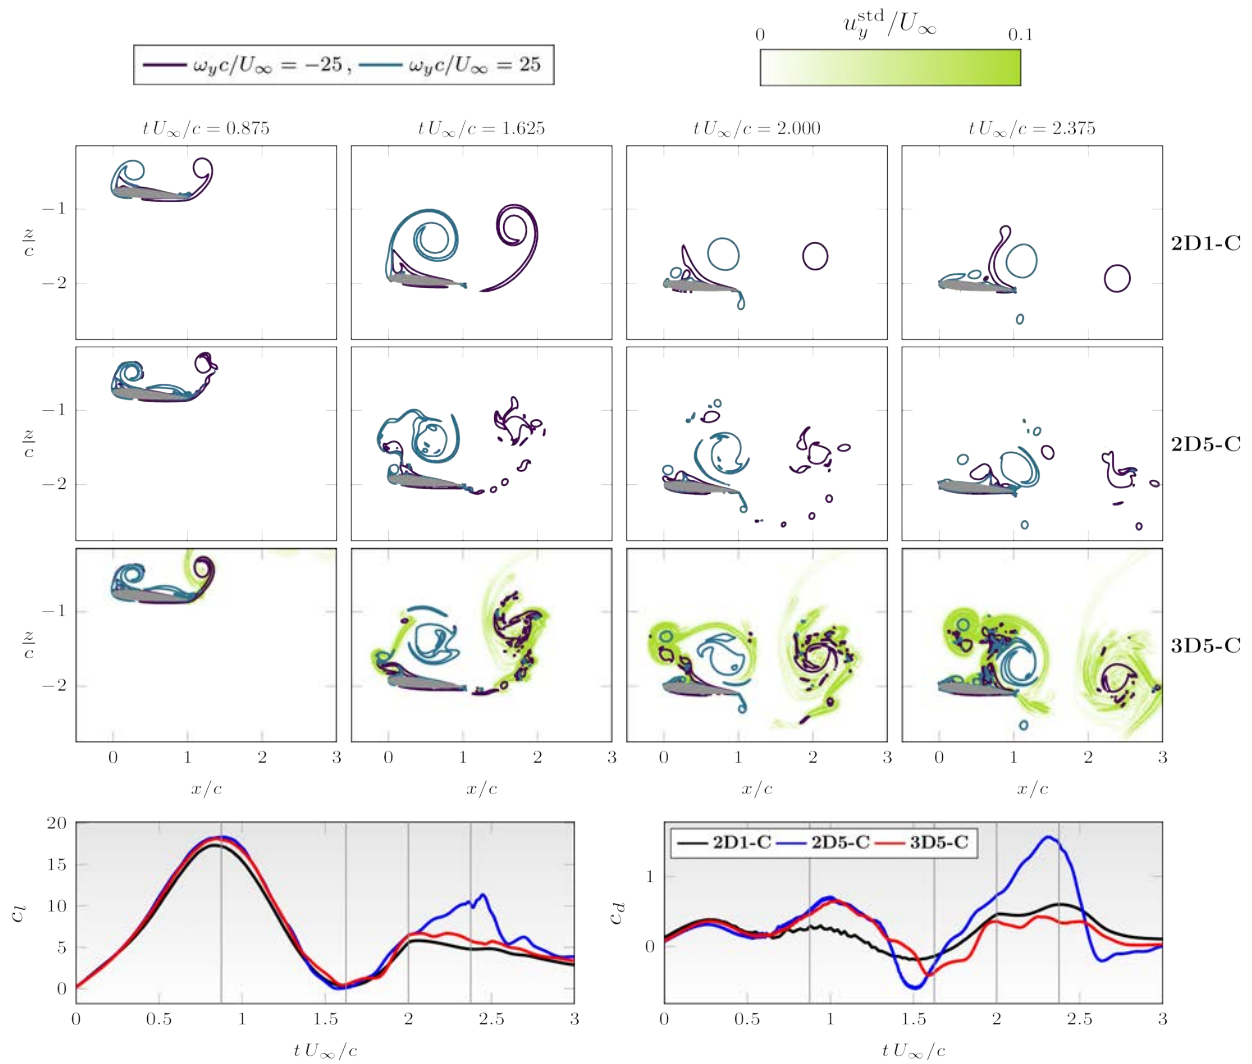 u_y^std/U_∞
0 0.1
ω_y c/U_∞ = −25 , ω_y c/U_∞ = 25
t U_∞/c = 0.875 t U_∞/c = 1.625 t U_∞/c = 2.000 t U_∞/c = 2.375
−1
z/c
−2
2D1-C
−1
z/c
−2
2D5-C
−1
z/c
−2
3D5-C
0 1 2 3 0 1 2 3 0 1 2 3 0 1 2 3
x/c x/c x/c x/c
20
15
10
5
0
c_l
0 0.5 1 1.5 2 2.5 3
t U_∞/c
2D1-C 2D5-C 3D5-C
1
0
c_d
0 0.5 1 1.5 2 2.5 3
t U_∞/c